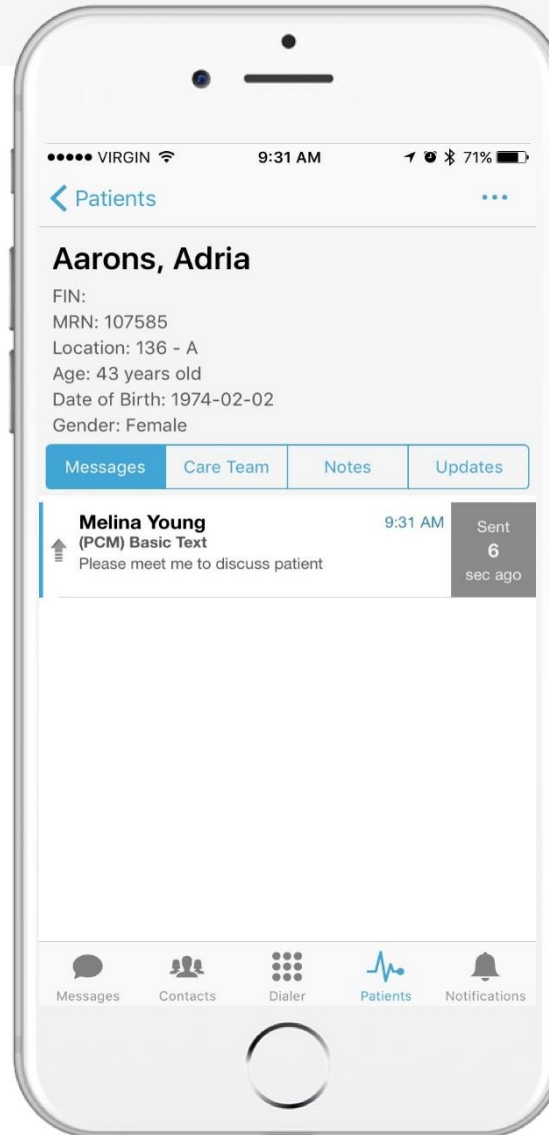 ●●●●● VIRGIN 9:31 AM 71%
Patients
Aarons, Adria
FIN:
MRN: 107585
Location: 136 - A
Age: 43 years old
Date of Birth: 1974-02-02
Gender: Female
Messages Care Team Notes Updates
Melina Young 9:31 AM
(PCM) Basic Text
Please meet me to discuss patient
Sent
6
sec ago
Messages Contacts Dialer Patients Notifications